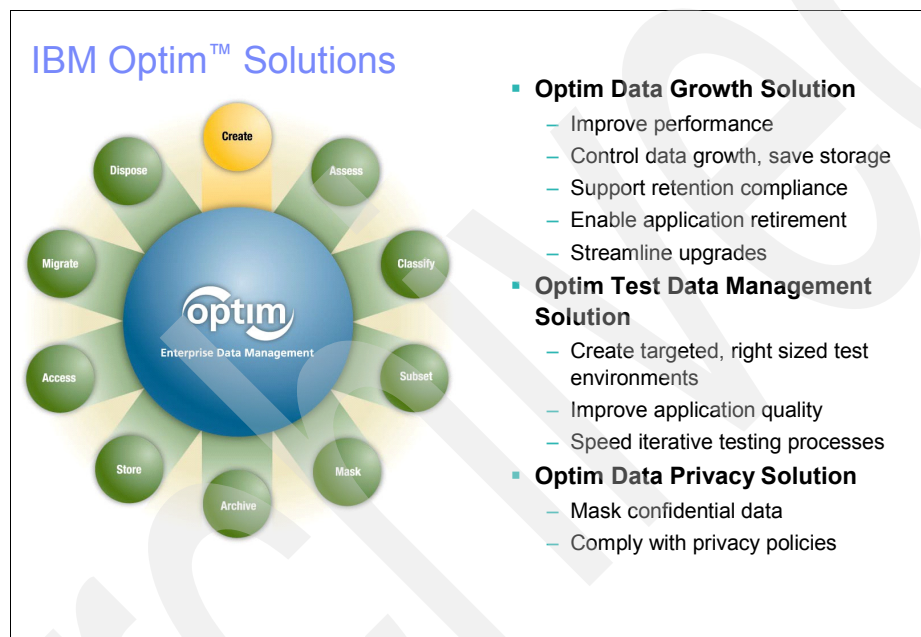 IBM Optim™ Solutions
Create
Assess
Classify
Subset
Mask
Archive
Store
Access
Migrate
Dispose
optim
Enterprise Data Management
▪ Optim Data Growth Solution
– Improve performance
– Control data growth, save storage
– Support retention compliance
– Enable application retirement
– Streamline upgrades
▪ Optim Test Data Management
Solution
– Create targeted, right sized test
environments
– Improve application quality
– Speed iterative testing processes
▪ Optim Data Privacy Solution
– Mask confidential data
– Comply with privacy policies